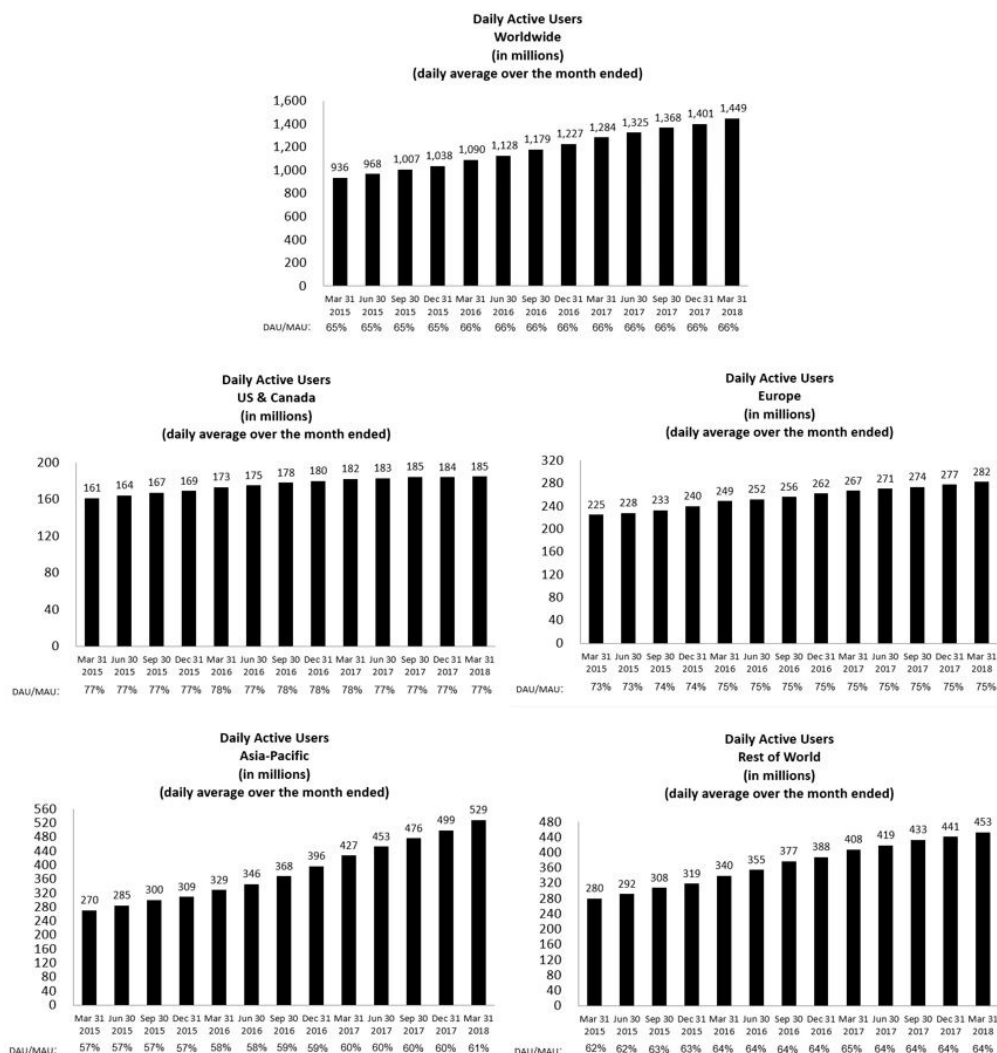 Daily Active Users
Worldwide
(in millions)
(daily average over the month ended)
1,600
1,400
1,200
1,000
800
600
400
200
0
936 968 1,007 1,038 1,090 1,128 1,179 1,227 1,284 1,325 1,368 1,401 1,449
Mar 31 Jun 30 Sep 30 Dec 31 Mar 31 Jun 30 Sep 30 Dec 31 Mar 31 Jun 30 Sep 30 Dec 31 Mar 31
2015 2015 2015 2015 2016 2016 2016 2016 2017 2017 2017 2017 2018
DAU/MAU: 65% 65% 65% 65% 66% 66% 66% 66% 66% 66% 66% 66% 66%
Daily Active Users
US & Canada
(in millions)
(daily average over the month ended)
200
160
120
80
40
0
161 164 167 169 173 175 178 180 182 183 185 184 185
Mar 31 Jun 30 Sep 30 Dec 31 Mar 31 Jun 30 Sep 30 Dec 31 Mar 31 Jun 30 Sep 30 Dec 31 Mar 31
2015 2015 2015 2015 2016 2016 2016 2016 2017 2017 2017 2017 2018
DAU/MAU: 77% 77% 77% 77% 78% 77% 78% 78% 78% 77% 77% 77% 77%
Daily Active Users
Europe
(in millions)
(daily average over the month ended)
320
280
240
200
160
120
80
40
0
225 228 233 240 249 252 256 262 267 271 274 277 282
Mar 31 Jun 30 Sep 30 Dec 31 Mar 31 Jun 30 Sep 30 Dec 31 Mar 31 Jun 30 Sep 30 Dec 31 Mar 31
2015 2015 2015 2015 2016 2016 2016 2016 2017 2017 2017 2017 2018
DAU/MAU: 73% 73% 74% 74% 75% 75% 75% 75% 75% 75% 75% 75% 75%
Daily Active Users
Asia-Pacific
(in millions)
(daily average over the month ended)
560
520
480
440
400
360
320
280
240
200
160
120
80
40
0
270 285 300 309 329 346 368 396 427 453 476 499 529
Mar 31 Jun 30 Sep 30 Dec 31 Mar 31 Jun 30 Sep 30 Dec 31 Mar 31 Jun 30 Sep 30 Dec 31 Mar 31
2015 2015 2015 2015 2016 2016 2016 2016 2017 2017 2017 2017 2018
DAU/MAU: 57% 57% 57% 57% 58% 58% 59% 59% 60% 60% 60% 60% 61%
Daily Active Users
Rest of World
(in millions)
(daily average over the month ended)
480
440
400
360
320
280
240
200
160
120
80
40
0
280 292 308 319 340 355 377 388 408 419 433 441 453
Mar 31 Jun 30 Sep 30 Dec 31 Mar 31 Jun 30 Sep 30 Dec 31 Mar 31 Jun 30 Sep 30 Dec 31 Mar 31
2015 2015 2015 2015 2016 2016 2016 2016 2017 2017 2017 2017 2018
DAU/MAU: 62% 62% 63% 63% 64% 64% 64% 64% 65% 64% 64% 64% 64%